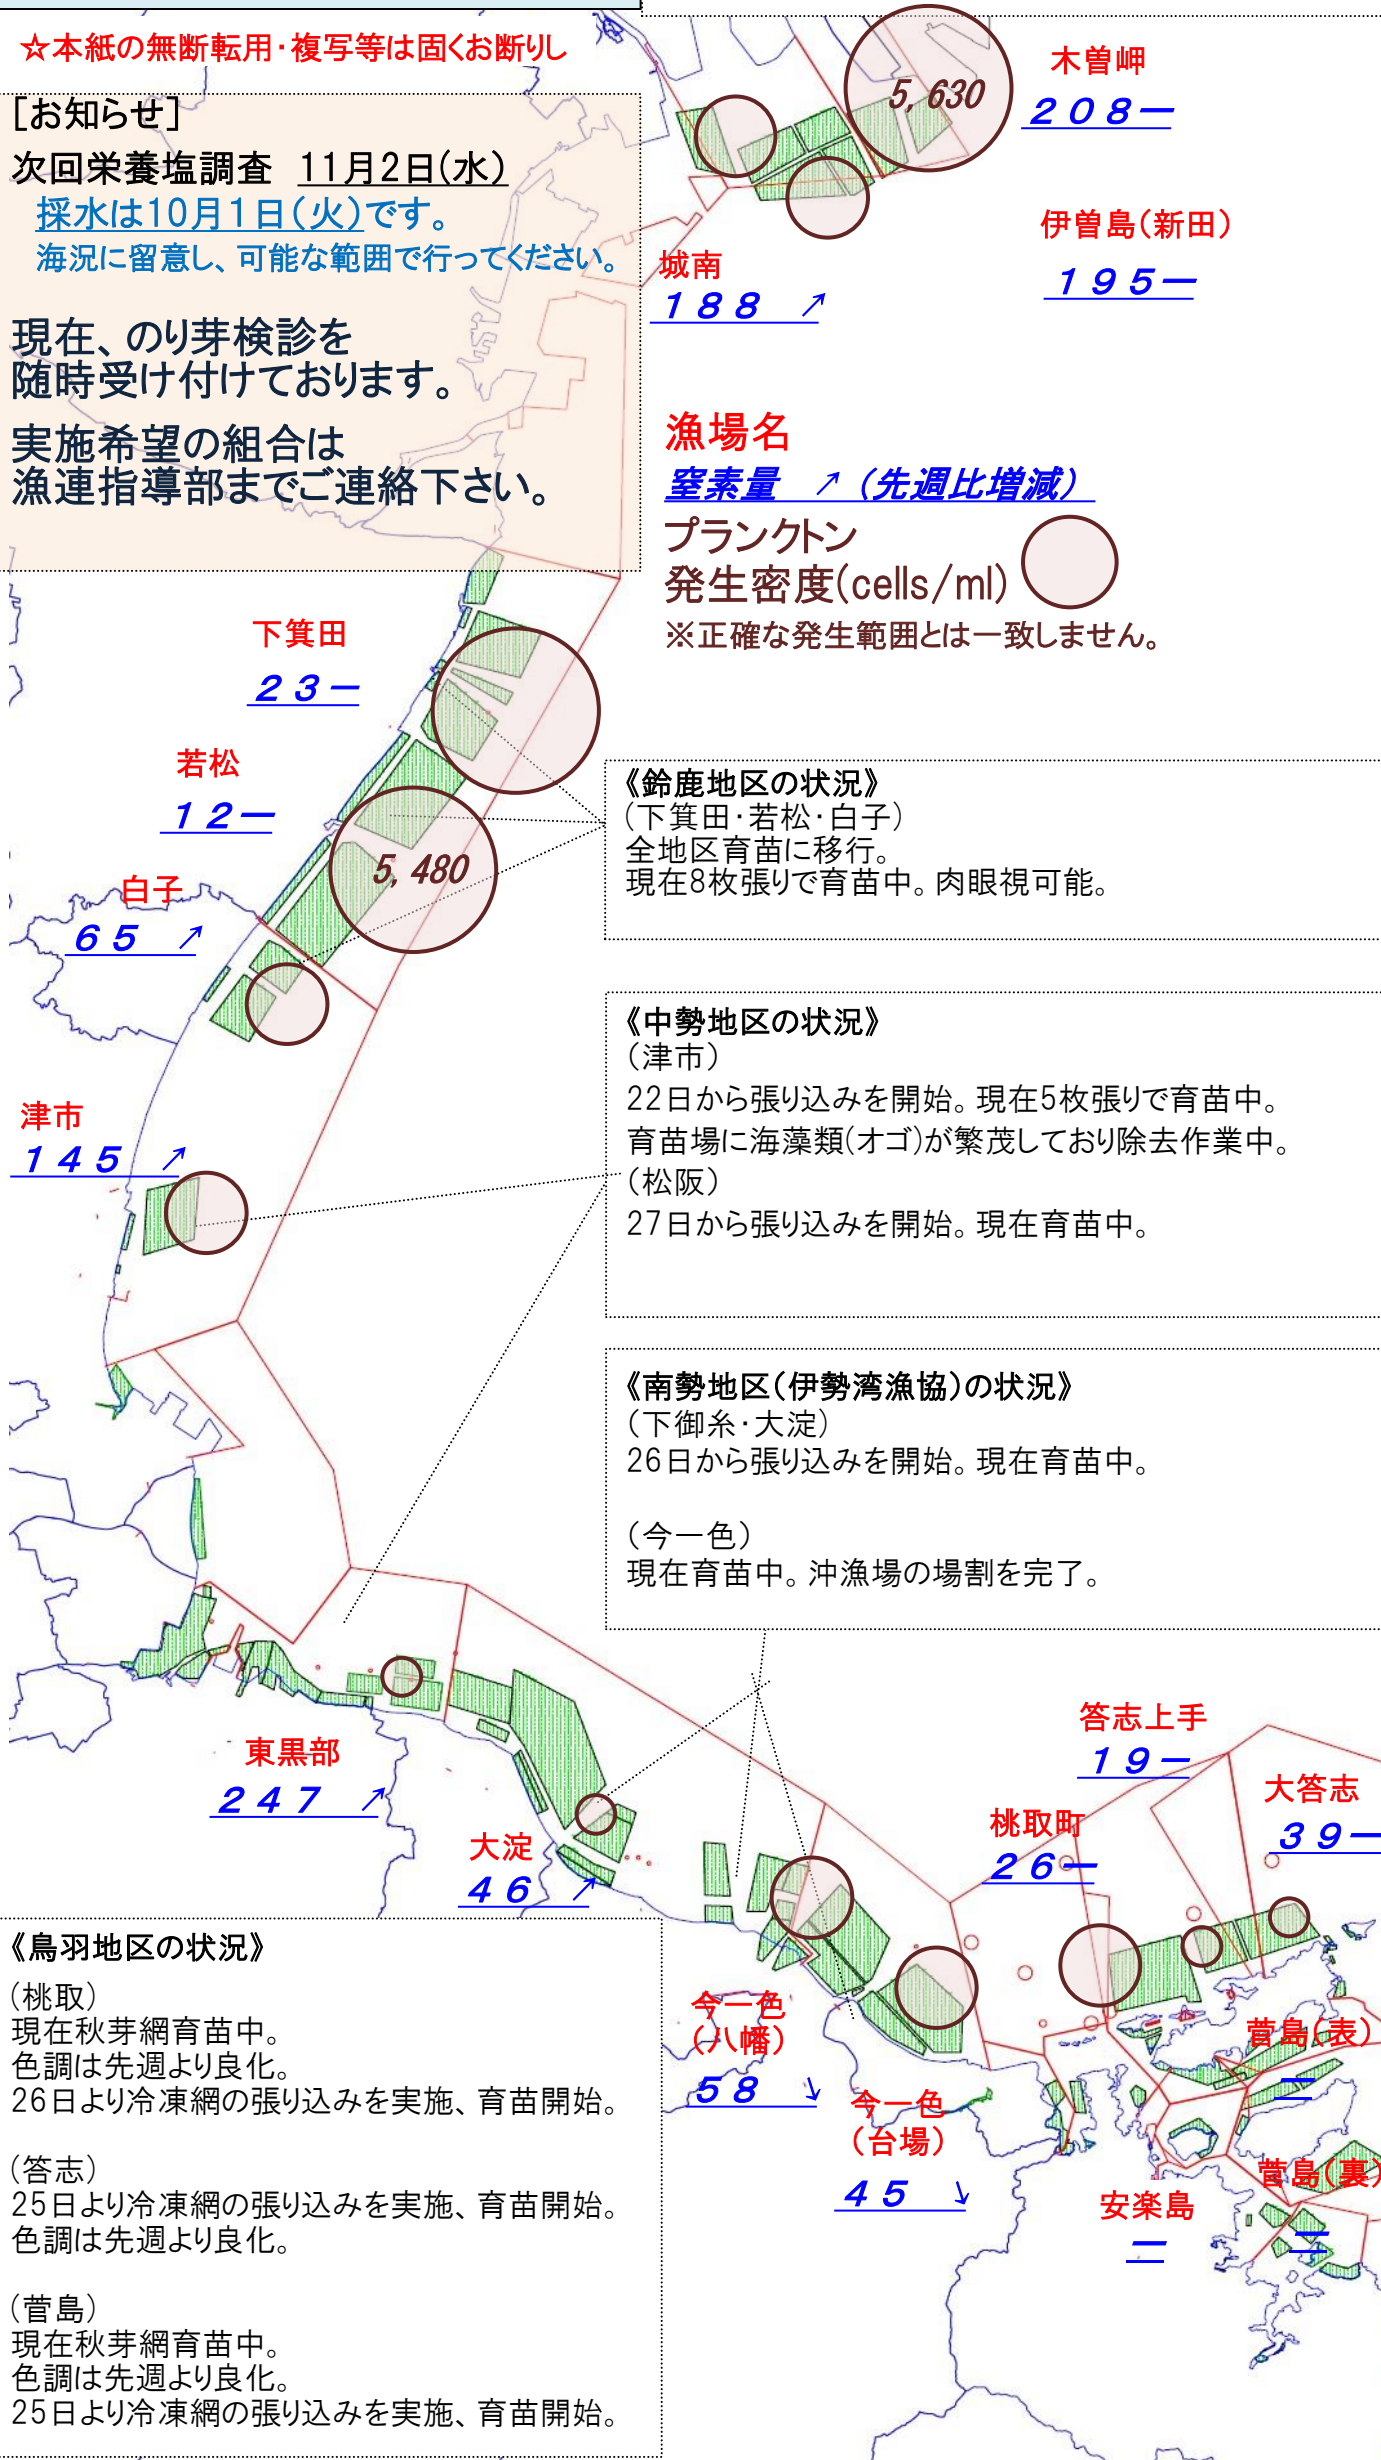 ☆本紙の無断転用・複写等は固くお断りし
[お知らせ]
次回栄養塩調査 11月2日(水)
採水は10月1日(火)です。
海況に留意し、可能な範囲で行ってください。
現在、のり芽検診を
随時受け付けております。
実施希望の組合は
漁連指導部までご連絡下さい。
5,630
木曽岬
208ー
伊曽島(新田)
195ー
城南
188 ↗
漁場名
窒素量 ↗(先週比増減)
プランクトン
発生密度(cells/ml)
※正確な発生範囲とは一致しません。
下箕田
23ー
若松
12ー
5,480
白子
65 ↗
《鈴鹿地区の状況》
(下箕田・若松・白子)
全地区育苗に移行。
現在8枚張りで育苗中。肉眼視可能。
《中勢地区の状況》
(津市)
22日から張り込みを開始。現在5枚張りで育苗中。
育苗場に海藻類(オゴ)が繁茂しており除去作業中。
(松阪)
27日から張り込みを開始。現在育苗中。
津市
145 ↗
《南勢地区(伊勢湾漁協)の状況》
(下御糸・大淀)
26日から張り込みを開始。現在育苗中。
(今一色)
現在育苗中。沖漁場の場割を完了。
東黒部
247 ↗
大淀
46 ↗
答志上手
19ー
大答志
39ー
桃取町
26ー
今一色
(八幡)
58 ↓
今一色
(台場)
45 ↓
菅島(表)
ー
菅島(裏)
ー
安楽島
ー
《鳥羽地区の状況》
(桃取)
現在秋芽網育苗中。
色調は先週より良化。
26日より冷凍網の張り込みを実施、育苗開始。
(答志)
25日より冷凍網の張り込みを実施、育苗開始。
色調は先週より良化。
(菅島)
現在秋芽網育苗中。
色調は先週より良化。
25日より冷凍網の張り込みを実施、育苗開始。